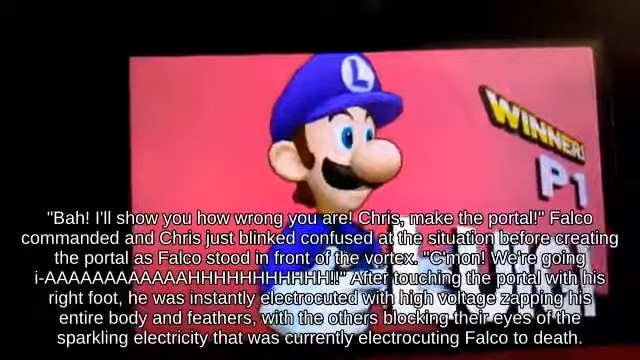 L
WINNER!
P1
"Bah! I'll show you how wrong you are! Chris, make the portal!" Falco
commanded and Chris just blinked confused at the situation before creating
the portal as Falco stood in front of the vortex. "C'mon! We're going
i-AAAAAAAAAAAAHHHHHHHHHHHH!!" After touching the portal with his
right foot, he was instantly electrocuted with high voltage zapping his
entire body and feathers, with the others blocking their eyes of the
sparkling electricity that was currently electrocuting Falco to death.